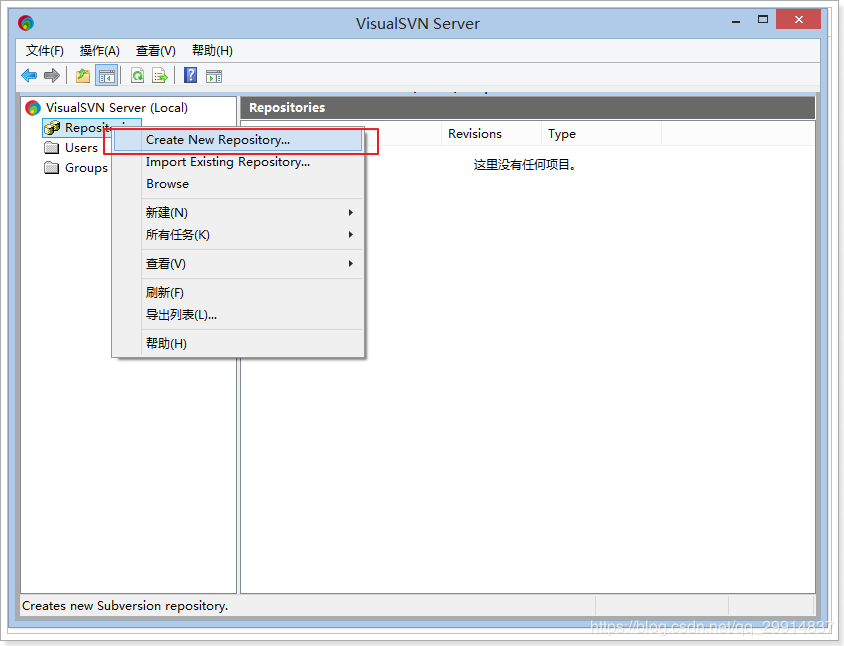 VisualSVN Server
文件(F) 操作(A) 查看(V) 帮助(H)
VisualSVN Server (Local)
Repositories
Users
Groups
Repositories
Revisions Type
这里没有任何项目。
Create New Repository...
Import Existing Repository...
Browse
新建(N)
所有任务(K)
查看(V)
刷新(F)
导出列表(L)...
帮助(H)
Creates new Subversion repository.
https://blog.csdn.net/qq_29914837